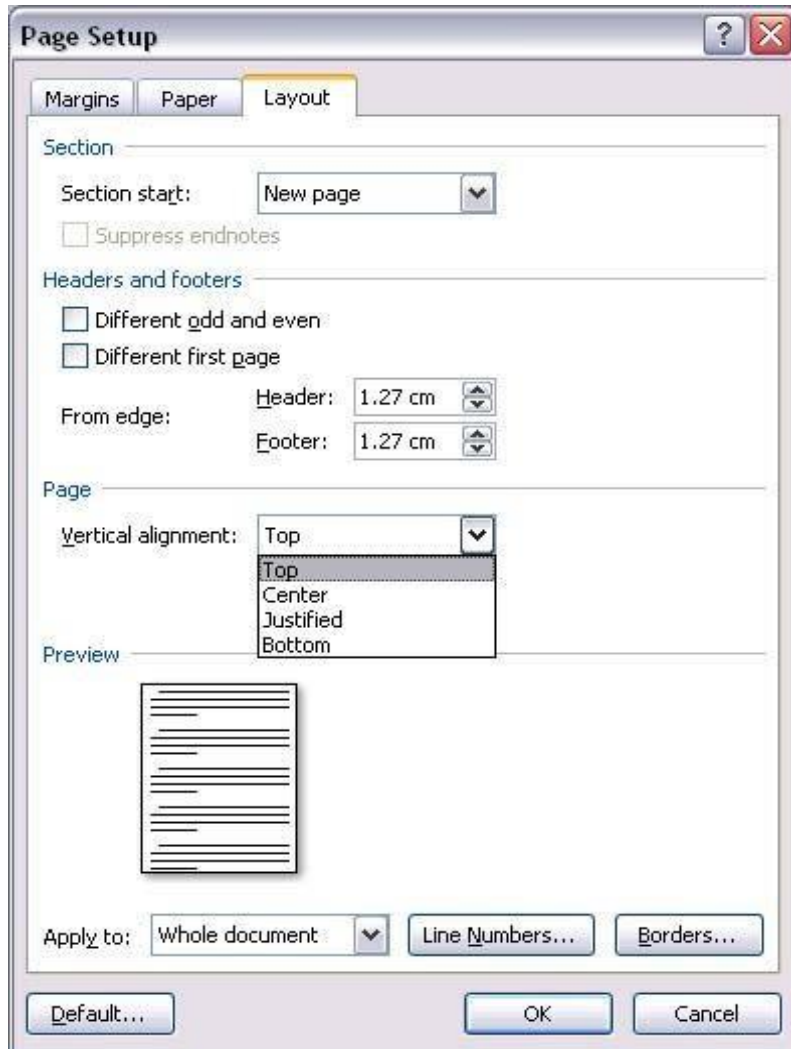 Page Setup
?
Margins Paper Layout
Section
Section start: New page
Suppress endnotes
Headers and footers
Different odd and even
Different first page
From edge:
Header: 1.27 cm
Footer: 1.27 cm
Page
Vertical alignment: Top
Top
Center
Justified
Bottom
Preview
Apply to: Whole document Line Numbers... Borders...
Default... OK Cancel